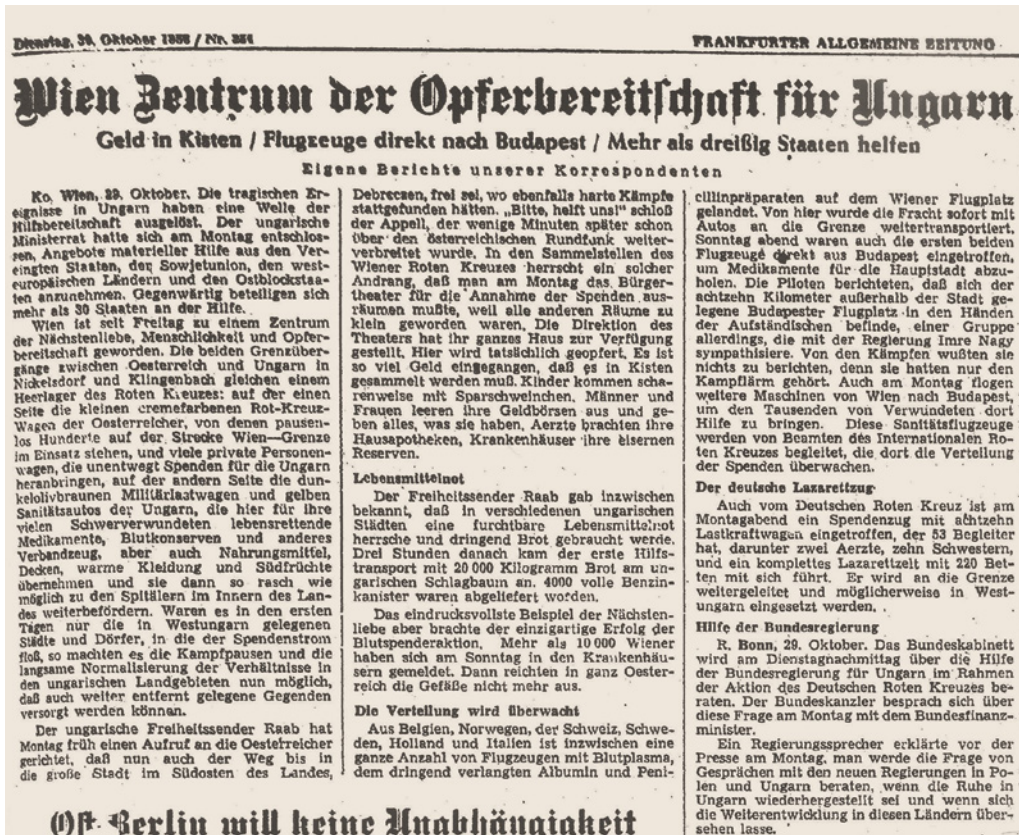 Dienstag, 30. Oktober 1956 / Nr. 254
FRANKFURTER ALLGEMEINE ZEITUNG
Wien Zentrum der Opferbereitschaft für Ungarn
Geld in Kisten / Flugzeuge direkt nach Budapest / Mehr als dreißig Staaten helfen
Eigene Berichte unserer Korrespondenten
Ko. Wien, 29. Oktober. Die tragischen Er-
eignisse in Ungarn haben eine Welle der
Hilfsbereitschaft ausgelöst. Der ungarische
Ministerrat hatte sich am Montag entschlos-
sen, Angebote materieller Hilfe aus den Ver-
einigten Staaten, der Sowjetunion, den west-
europäischen Ländern und den Ostblockstaa-
ten anzunehmen. Gegenwärtig beteiligen sich
mehr als 30 Staaten an der Hilfe.
Wien ist seit Freitag zu einem Zentrum
der Nächstenliebe, Menschlichkeit und Opfer-
bereitschaft geworden. Die beiden Grenzüber-
gänge zwischen Oesterreich und Ungarn in
Nickelsdorf und Klingenbach gleichen einem
Heerlager des Roten Kreuzes: auf der einen
Seite die kleinen cremefarbenen Rot-Kreuz-
Wagen der Oesterreicher, von denen pausen-
los Hunderte auf der Strecke Wien—Grenze
im Einsatz stehen, und viele private Personen-
wagen, die unentwegt Spenden für die Ungarn
heranbringen, auf der andern Seite die dun-
kelolivbraunen Militärlastwagen und gelben
Sanitätsautos der Ungarn, die hier für ihre
vielen Schwerverwundeten lebensrettende
Medikamente, Blutkonserven und anderes
Verbandzeug, aber auch Nahrungsmittel,
Decken, warme Kleidung und Südfrüchte
übernehmen und sie dann so rasch wie
möglich zu den Spitälern im Innern des Lan-
des weiterbefördern. Waren es in den ersten
Tagen nur die in Westungarn gelegenen
Städte und Dörfer, in die der Spendenstrom
floß, so machten es die Kampfpausen und die
langsame Normalisierung der Verhältnisse in
den ungarischen Landgebieten nun möglich,
daß auch weiter entfernt gelegene Gegenden
versorgt werden können.
Der ungarische Freiheitssender Raab hat
Montag früh einen Aufruf an die Oesterreicher
gerichtet, daß nun auch der Weg bis in
die große Stadt im Südosten des Landes,
Debreczen, frei sei, wo ebenfalls harte Kämpfe
stattgefunden hätten. „Bitte, helft uns!“ schloß
der Appell, der wenige Minuten später schon
über den österreichischen Rundfunk weiter-
verbreitet wurde. In den Sammelstellen des
Wiener Roten Kreuzes herrscht ein solcher
Andrang, daß man am Montag das Bürger-
theater für die Annahme der Spenden aus-
räumen mußte, weil alle anderen Räume zu
klein geworden waren. Die Direktion des
Theaters hat ihr ganzes Haus zur Verfügung
gestellt. Hier wird tatsächlich geopfert. Es ist
so viel Geld eingegangen, daß es in Kisten
gesammelt werden muß. Kinder kommen scha-
renweise mit Sparschweinchen. Männer und
Frauen leeren ihre Geldbörsen aus und ge-
ben alles, was sie haben. Aerzte brachten ihre
Hausapotheken, Krankenhäuser ihre eisernen
Reserven.
Lebensmittelnot
Der Freiheitssender Raab gab inzwischen
bekannt, daß in verschiedenen ungarischen
Städten eine furchtbare Lebensmittelnot
herrsche und dringend Brot gebraucht werde.
Drei Stunden danach kam der erste Hilfs-
transport mit 20 000 Kilogramm Brot am un-
garischen Schlagbaum an. 4000 volle Benzin-
kanister waren abgeliefert worden.
Das eindrucksvollste Beispiel der Nächsten-
liebe aber brachte der einzigartige Erfolg der
Blutspenderaktion. Mehr als 10 000 Wiener
haben sich am Sonntag in den Krankenhäu-
sern gemeldet. Dann reichten in ganz Oester-
reich die Gefäße nicht mehr aus.
Die Verteilung wird überwacht
Aus Belgien, Norwegen, der Schweiz, Schwe-
den, Holland und Italien ist inzwischen eine
ganze Anzahl von Flugzeugen mit Blutplasma,
dem dringend verlangten Albumin und Peni-
cillinpräparaten auf dem Wiener Flugplatz
gelandet. Von hier wurde die Fracht sofort mit
Autos an die Grenze weitertransportiert.
Sonntag abend waren auch die ersten beiden
Flugzeuge direkt aus Budapest eingetroffen,
um Medikamente für die Hauptstadt abzu-
holen. Die Piloten berichteten, daß sich der
achtzehn Kilometer außerhalb der Stadt ge-
legene Budapester Flugplatz in den Händen
der Aufständischen befinde, einer Gruppe
allerdings, die mit der Regierung Imre Nagy
sympathisiere. Von den Kämpfen wußten sie
nichts zu berichten, denn sie hatten nur den
Kampflärm gehört. Auch am Montag flogen
weitere Maschinen von Wien nach Budapest,
um den Tausenden von Verwundeten dort
Hilfe zu bringen. Diese Sanitätsflugzeuge
werden von Beamten des Internationalen Ro-
ten Kreuzes begleitet, die dort die Verteilung
der Spenden überwachen.
Der deutsche Lazarettzug
Auch vom Deutschen Roten Kreuz ist am
Montagabend ein Spendenzug mit achtzehn
Lastkraftwagen eingetroffen, der 53 Begleiter
hat, darunter zwei Aerzte, zehn Schwestern,
und ein komplettes Lazarettzelt mit 220 Bet-
ten mit sich führt. Er wird an die Grenze
weitergeleitet und möglicherweise in West-
ungarn eingesetzt werden.
Hilfe der Bundesregierung
R. Bonn, 29. Oktober. Das Bundeskabinett
wird am Dienstagnachmittag über die Hilfe
der Bundesregierung für Ungarn im Rahmen
der Aktion des Deutschen Roten Kreuzes be-
raten. Der Bundeskanzler besprach sich über
diese Frage am Montag mit dem Bundesfinanz-
minister.
Ein Regierungssprecher erklärte vor der
Presse am Montag, man werde die Frage von
Gesprächen mit den neuen Regierungen in Po-
len und Ungarn beraten, wenn die Ruhe in
Ungarn wiederhergestellt sei und wenn sich
die Weiterentwicklung in diesen Ländern über-
sehen lasse.
Ost-Berlin will keine Unabhängigkeit